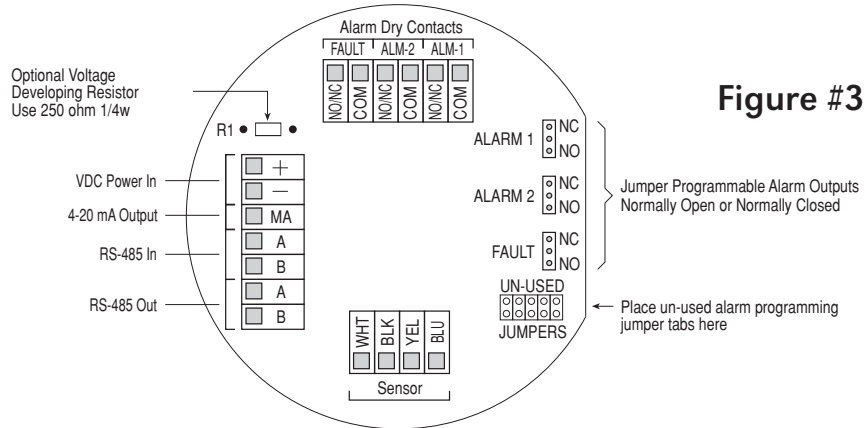 Alarm Dry Contacts
FAULT ALM-2 ALM-1
NO/NC COM NO/NC COM NO/NC COM
Optional Voltage
Developing Resistor
Use 250 ohm 1/4w
R1
Figure #3
ALARM 1 NC
NO
ALARM 2 NC
NO
FAULT NC
NO
Jumper Programmable Alarm Outputs
Normally Open or Normally Closed
VDC Power In
+
−
4-20 mA Output
MA
RS-485 In
A
B
RS-485 Out
A
B
UN-USED
JUMPERS
Place un-used alarm programming
jumper tabs here
WHT BLK YEL BLU
Sensor